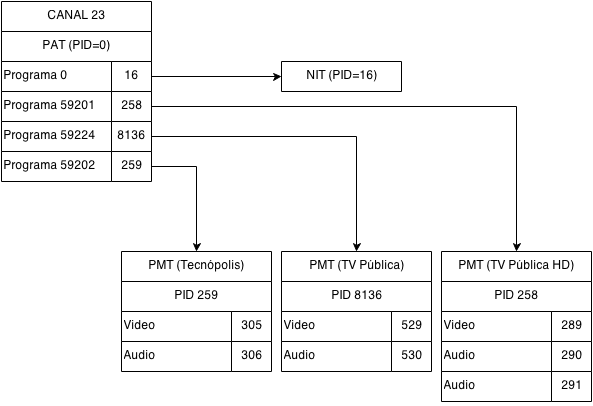 CANAL 23
PAT (PID=0)
Programa 0 16
NIT (PID=16)
Programa 59201 258
Programa 59224 8136
Programa 59202 259
PMT (Tecnópolis)
PID 259
Video 305
Audio 306
PMT (TV Pública)
PID 8136
Video 529
Audio 530
PMT (TV Pública HD)
PID 258
Video 289
Audio 290
Audio 291